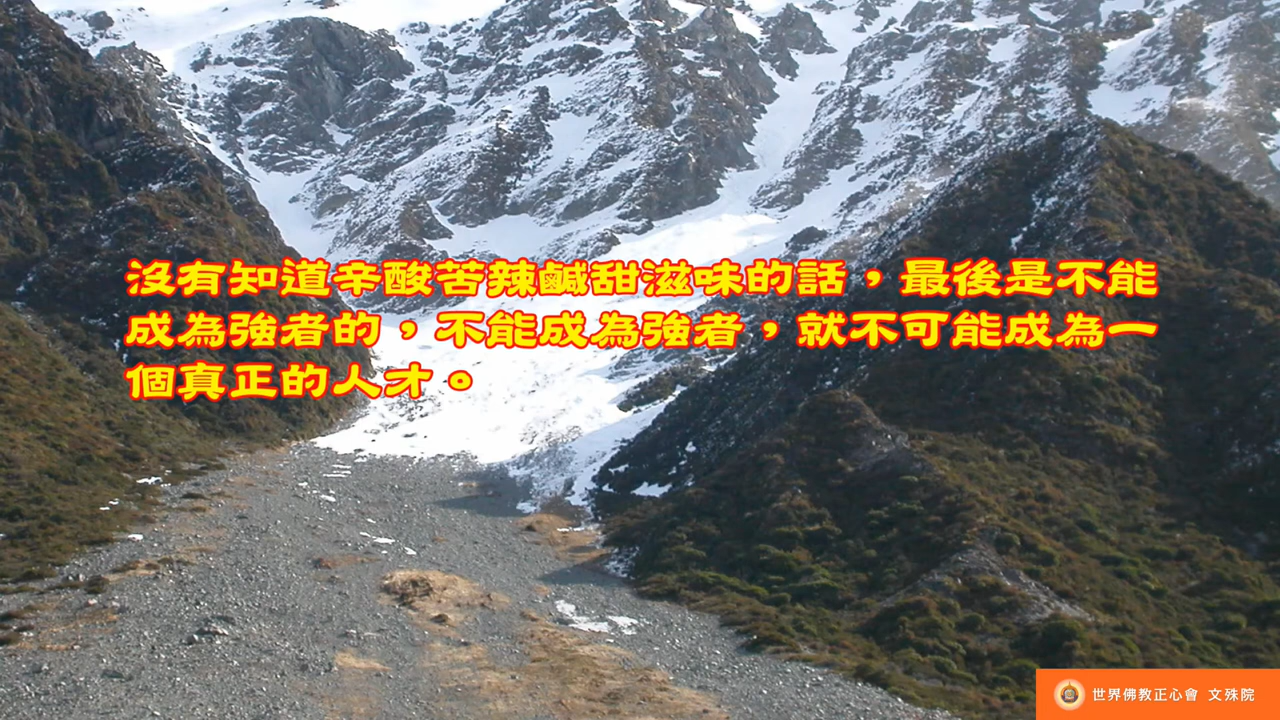 沒有知道辛酸苦辣鹹甜滋味的話，最後是不能
成為強者的，不能成為強者，就不可能成為一
個真正的人才。
世界佛教正心會 文殊院